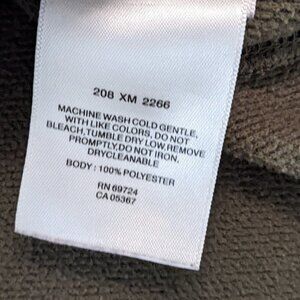 208 XM 2266
MACHINE WASH COLD GENTLE,
WITH LIKE COLORS. DO NOT
BLEACH. TUMBLE DRY LOW. REMOVE
PROMPTLY. DO NOT IRON.
DRYCLEANABLE
BODY : 100% POLYESTER
RN 69724
CA 05367